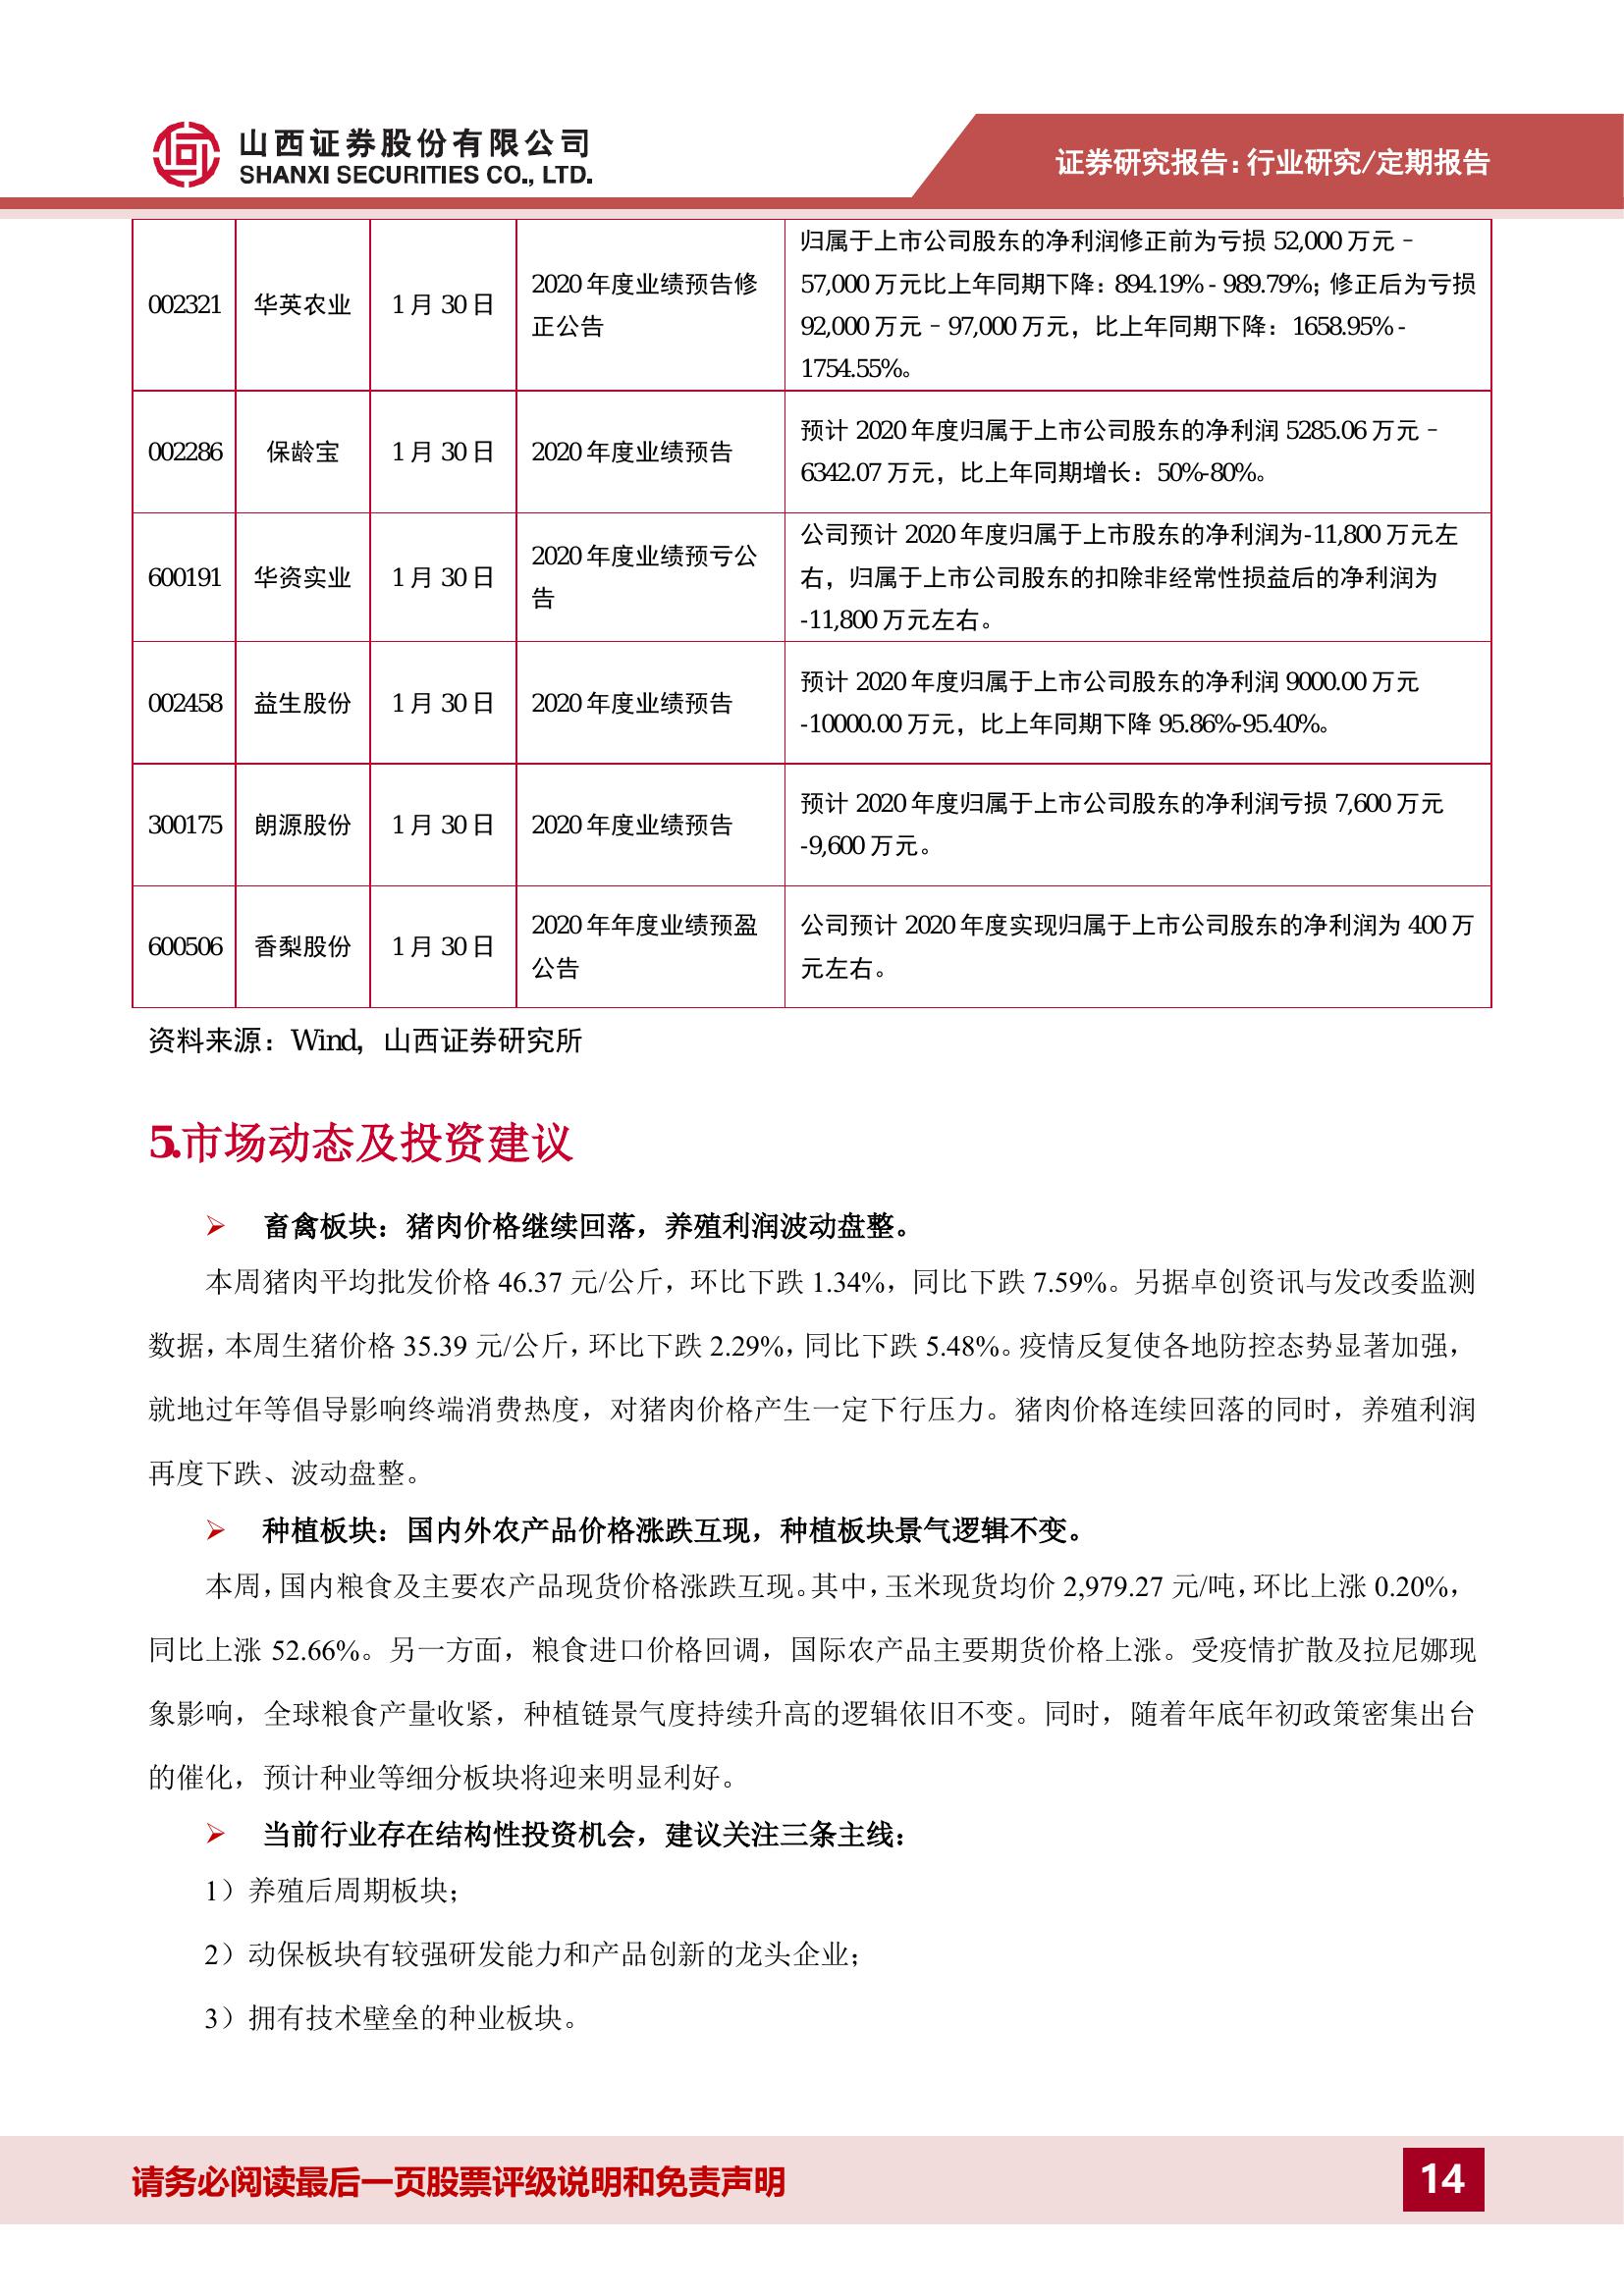 山西证券股份有限公司
SHANXI SECURITIES CO., LTD.
证券研究报告：行业研究/定期报告
002321 华英农业 1 月 30 日
2020 年度业绩预告修
正公告
归属于上市公司股东的净利润修正前为亏损 52,000 万元 –
57,000 万元比上年同期下降：894.19% - 989.79%；修正后为亏损
92,000 万元 – 97,000 万元，比上年同期下降：1658.95% -
1754.55%。
002286 保龄宝 1 月 30 日 2020 年度业绩预告
预计 2020 年度归属于上市公司股东的净利润 5285.06 万元 –
6342.07 万元，比上年同期增长：50%-80%。
600191 华资实业 1 月 30 日
2020 年度业绩预亏公
告
公司预计 2020 年度归属于上市股东的净利润为-11,800 万元左
右，归属于上市公司股东的扣除非经常性损益后的净利润为
-11,800 万元左右。
002458 益生股份 1 月 30 日 2020 年度业绩预告
预计 2020 年度归属于上市公司股东的净利润 9000.00 万元
-10000.00 万元，比上年同期下降 95.86%-95.40%。
300175 朗源股份 1 月 30 日 2020 年度业绩预告
预计 2020 年度归属于上市公司股东的净利润亏损 7,600 万元
-9,600 万元。
600506 香梨股份 1 月 30 日
2020 年年度业绩预盈
公告
公司预计 2020 年度实现归属于上市公司股东的净利润为 400 万
元左右。
资料来源：Wind，山西证券研究所
5.市场动态及投资建议
➢ 畜禽板块：猪肉价格继续回落，养殖利润波动盘整。
本周猪肉平均批发价格 46.37 元/公斤，环比下跌 1.34%，同比下跌 7.59%。另据卓创资讯与发改委监测
数据，本周生猪价格 35.39 元/公斤，环比下跌 2.29%，同比下跌 5.48%。疫情反复使各地防控态势显著加强，
就地过年等倡导影响终端消费热度，对猪肉价格产生一定下行压力。猪肉价格连续回落的同时，养殖利润
再度下跌、波动盘整。
➢ 种植板块：国内外农产品价格涨跌互现，种植板块景气逻辑不变。
本周，国内粮食及主要农产品现货价格涨跌互现。其中，玉米现货均价 2,979.27 元/吨，环比上涨 0.20%，
同比上涨 52.66%。另一方面，粮食进口价格回调，国际农产品主要期货价格上涨。受疫情扩散及拉尼娜现
象影响，全球粮食产量收紧，种植链景气度持续升高的逻辑依旧不变。同时，随着年底年初政策密集出台
的催化，预计种业等细分板块将迎来明显利好。
➢ 当前行业存在结构性投资机会，建议关注三条主线：
1）养殖后周期板块；
2）动保板块有较强研发能力和产品创新的龙头企业；
3）拥有技术壁垒的种业板块。
请务必阅读最后一页股票评级说明和免责声明
14